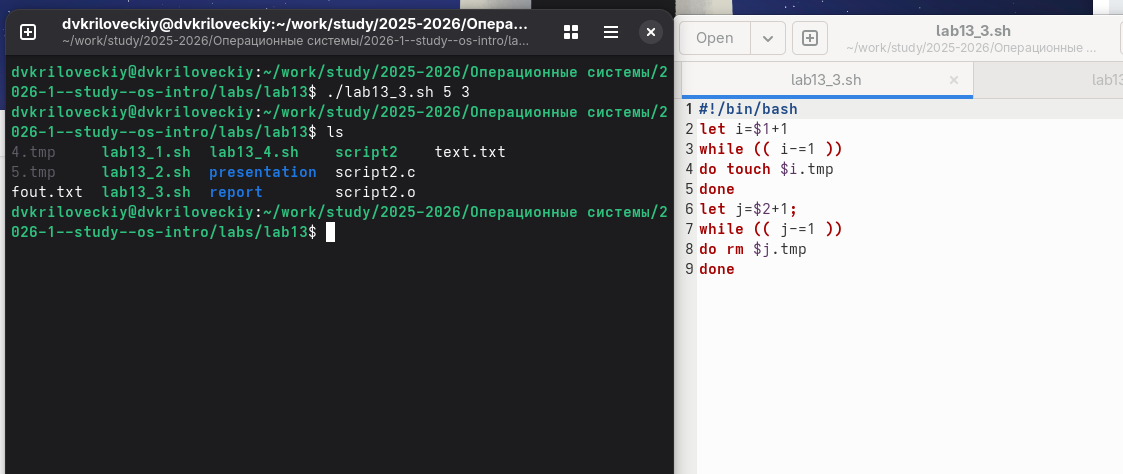 dvkriloveckiy@dvkriloveckiy:~/work/study/2025-2026/Опера...
~/work/study/2025-2026/Операционные системы/2026-1--study--os-intro/la...
dvkriloveckiy@dvkriloveckiy:~/work/study/2025-2026/Операционные системы/2
026-1--study--os-intro/labs/lab13$ ./lab13_3.sh 5 3
dvkriloveckiy@dvkriloveckiy:~/work/study/2025-2026/Операционные системы/2
026-1--study--os-intro/labs/lab13$ ls
4.tmp lab13_1.sh lab13_4.sh script2 text.txt
5.tmp lab13_2.sh presentation script2.c
fout.txt lab13_3.sh report script2.o
dvkriloveckiy@dvkriloveckiy:~/work/study/2025-2026/Операционные системы/2
026-1--study--os-intro/labs/lab13$
Open
lab13_3.sh
~/work/study/2025-2026/Операционные ...
lab13_3.sh
lab13
1 #!/bin/bash
2 let i=$1+1
3 while (( i-=1 ))
4 do touch $i.tmp
5 done
6 let j=$2+1;
7 while (( j-=1 ))
8 do rm $j.tmp
9 done